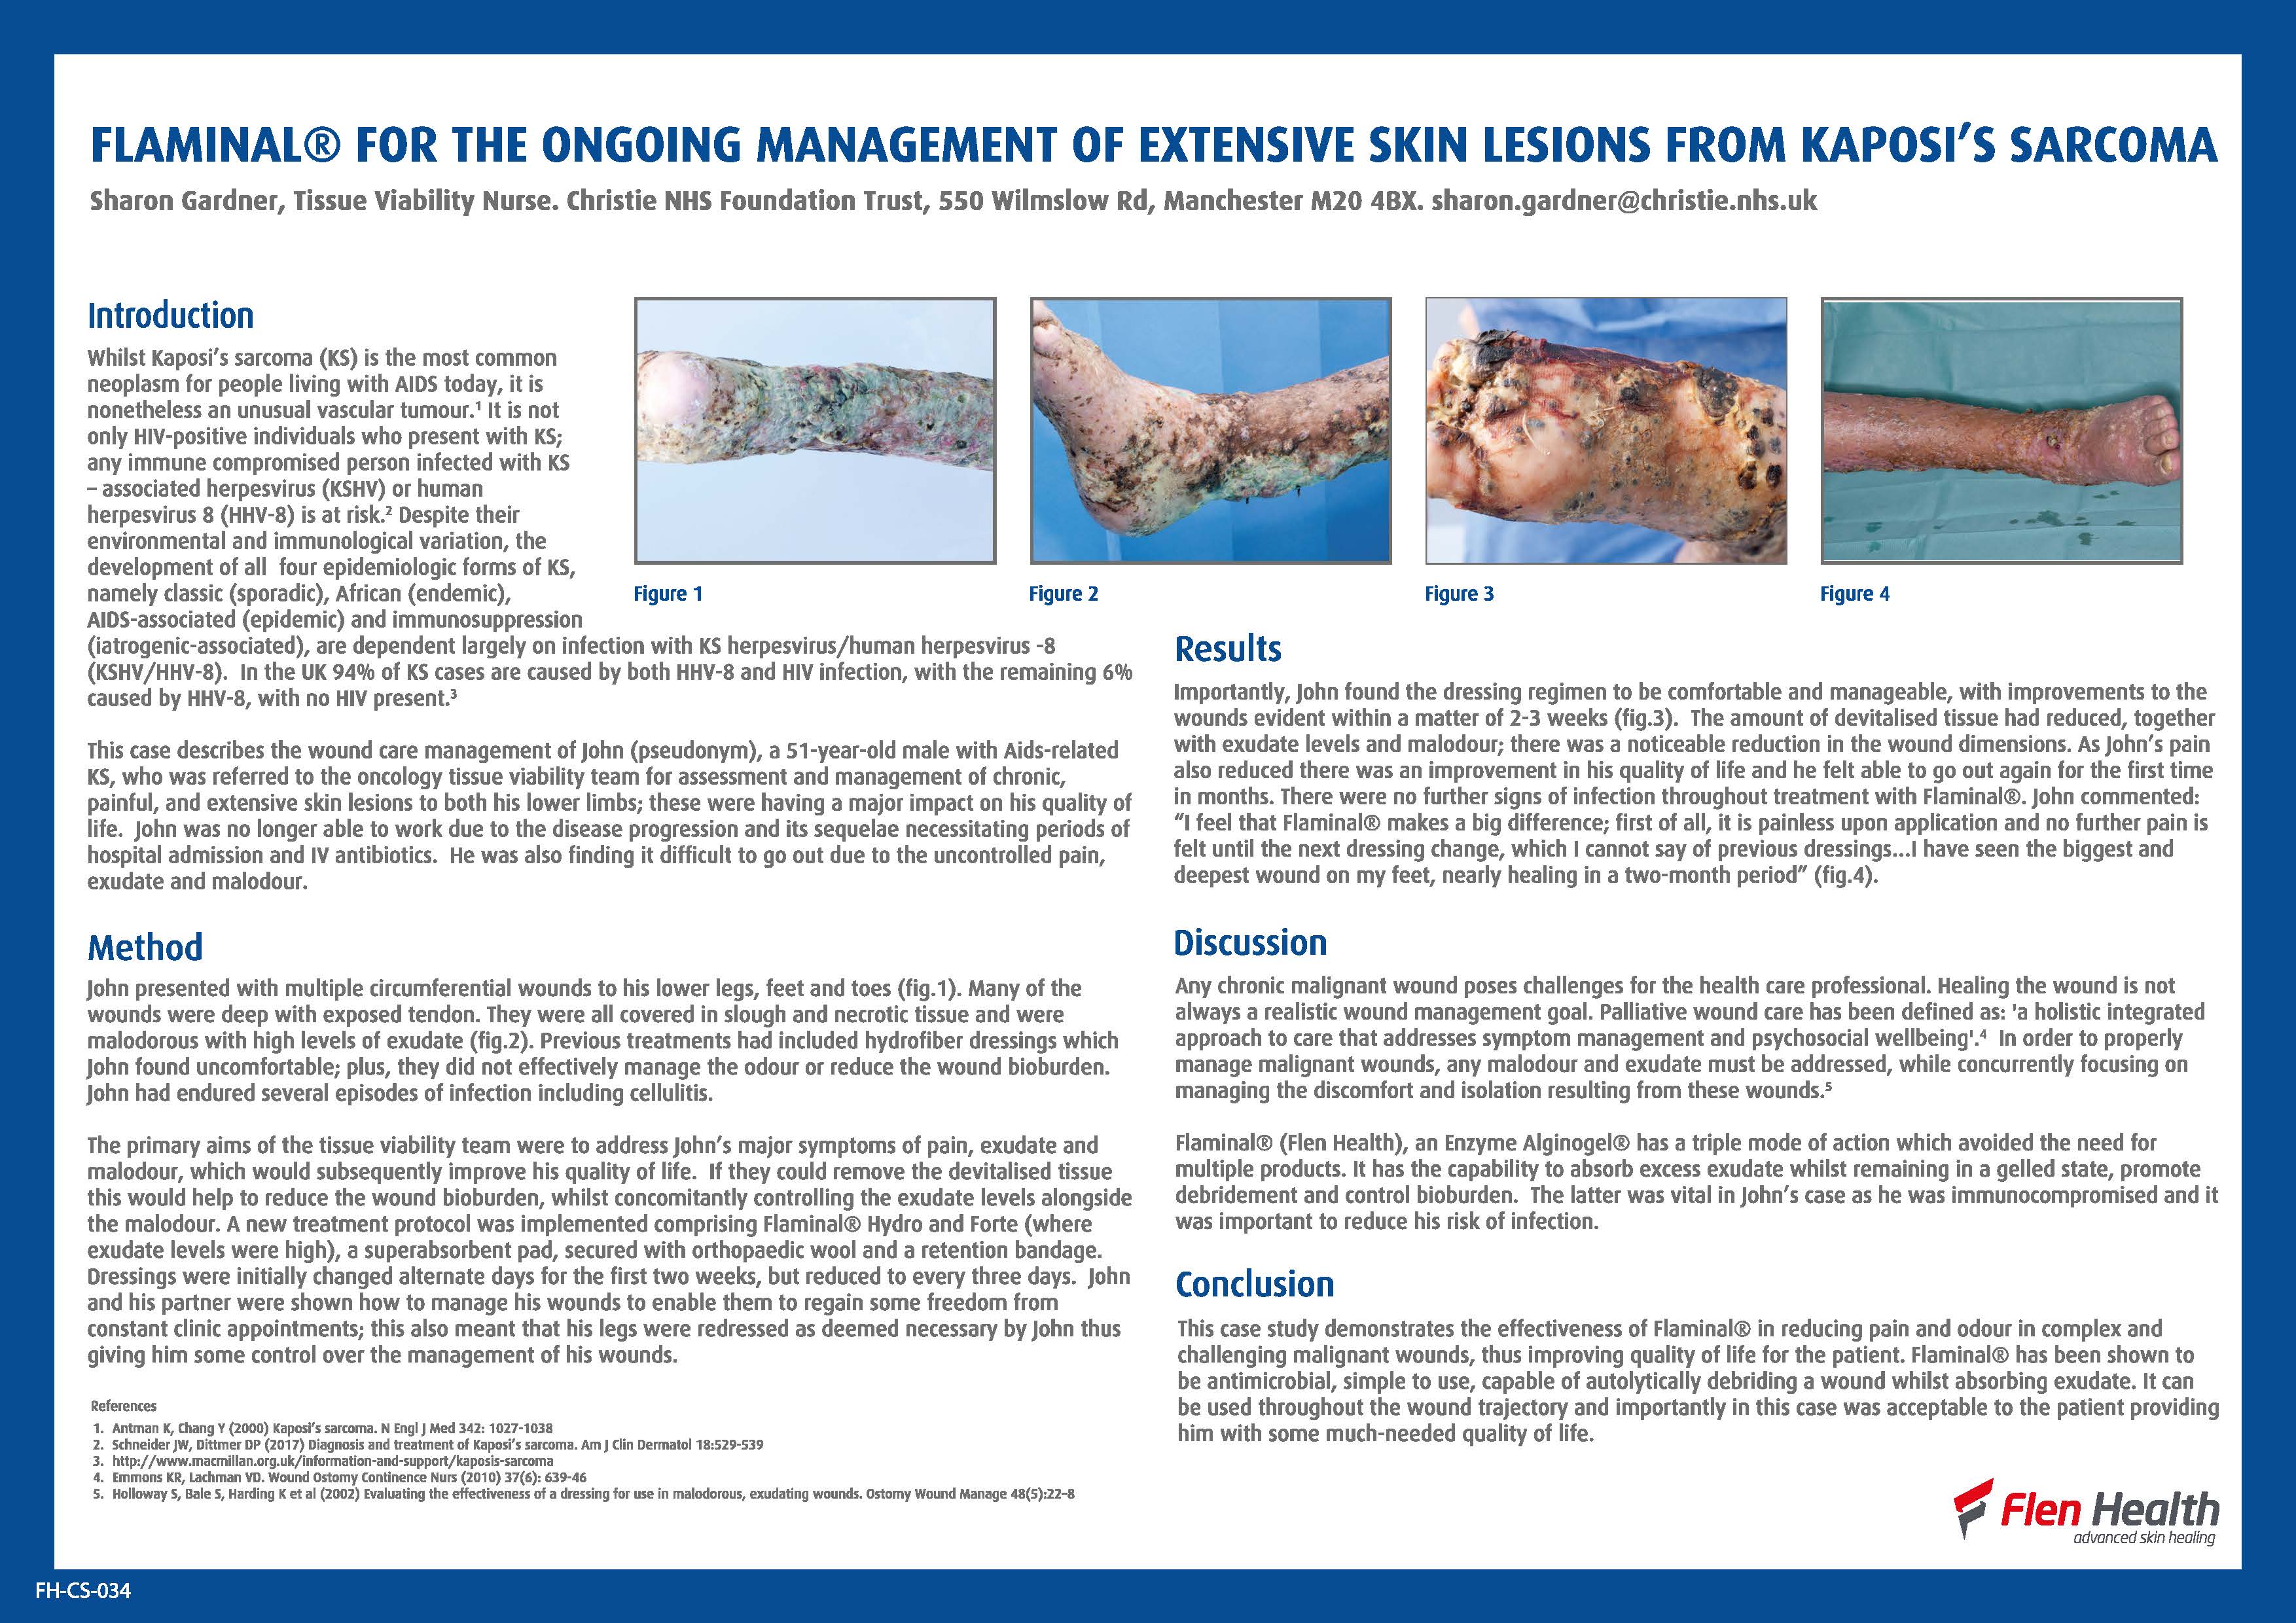 FLAMINAL® FOR THE ONGOING MANAGEMENT OF EXTENSIVE SKIN LESIONS FROM KAPOSI'S SARCOMA
Sharon Gardner, Tissue Viability Nurse. Christie NHS Foundation Trust, 550 Wilmslow Rd, Manchester M20 4BX. sharon.gardner@christie.nhs.uk
Introduction
Whilst Kaposi's sarcoma (KS) is the most common
neoplasm for people living with AIDS today, it is
nonetheless an unusual vascular tumour.¹ It is not
only HIV-positive individuals who present with KS;
any immune compromised person infected with KS
– associated herpesvirus (KSHV) or human
herpesvirus 8 (HHV-8) is at risk.² Despite their
environmental and immunological variation, the
development of all four epidemiologic forms of KS,
namely classic (sporadic), African (endemic),
AIDS-associated (epidemic) and immunosuppression
(iatrogenic-associated), are dependent largely on infection with KS herpesvirus/human herpesvirus -8
(KSHV/HHV-8). In the UK 94% of KS cases are caused by both HHV-8 and HIV infection, with the remaining 6%
caused by HHV-8, with no HIV present.³
This case describes the wound care management of John (pseudonym), a 51-year-old male with Aids-related
KS, who was referred to the oncology tissue viability team for assessment and management of chronic,
painful, and extensive skin lesions to both his lower limbs; these were having a major impact on his quality of
life. John was no longer able to work due to the disease progression and its sequelae necessitating periods of
hospital admission and IV antibiotics. He was also finding it difficult to go out due to the uncontrolled pain,
exudate and malodour.
Method
John presented with multiple circumferential wounds to his lower legs, feet and toes (fig.1). Many of the
wounds were deep with exposed tendon. They were all covered in slough and necrotic tissue and were
malodorous with high levels of exudate (fig.2). Previous treatments had included hydrofiber dressings which
John found uncomfortable; plus, they did not effectively manage the odour or reduce the wound bioburden.
John had endured several episodes of infection including cellulitis.
The primary aims of the tissue viability team were to address John's major symptoms of pain, exudate and
malodour, which would subsequently improve his quality of life. If they could remove the devitalised tissue
this would help to reduce the wound bioburden, whilst concomitantly controlling the exudate levels alongside
the malodour. A new treatment protocol was implemented comprising Flaminal® Hydro and Forte (where
exudate levels were high), a superabsorbent pad, secured with orthopaedic wool and a retention bandage.
Dressings were initially changed alternate days for the first two weeks, but reduced to every three days. John
and his partner were shown how to manage his wounds to enable them to regain some freedom from
constant clinic appointments; this also meant that his legs were redressed as deemed necessary by John thus
giving him some control over the management of his wounds.
References
1. Antman K, Chang Y (2000) Kaposi's sarcoma. N Engl J Med 342: 1027-1038
2. Schneider JW, Dittmer DP (2017) Diagnosis and treatment of Kaposi's sarcoma. Am J Clin Dermatol 18:529-539
3. http://www.macmillan.org.uk/information-and-support/kaposis-sarcoma
4. Emmons KR, Lachman VD. Wound Ostomy Continence Nurs (2010) 37(6): 639-46
5. Holloway S, Bale S, Harding K et al (2002) Evaluating the effectiveness of a dressing for use in malodorous, exudating wounds. Ostomy Wound Manage 48(5):22–8
Figure 1
Figure 2
Figure 3
Figure 4
Results
Importantly, John found the dressing regimen to be comfortable and manageable, with improvements to the
wounds evident within a matter of 2-3 weeks (fig.3). The amount of devitalised tissue had reduced, together
with exudate levels and malodour; there was a noticeable reduction in the wound dimensions. As John's pain
also reduced there was an improvement in his quality of life and he felt able to go out again for the first time
in months. There were no further signs of infection throughout treatment with Flaminal®. John commented:
"I feel that Flaminal® makes a big difference; first of all, it is painless upon application and no further pain is
felt until the next dressing change, which I cannot say of previous dressings...I have seen the biggest and
deepest wound on my feet, nearly healing in a two-month period" (fig.4).
Discussion
Any chronic malignant wound poses challenges for the health care professional. Healing the wound is not
always a realistic wound management goal. Palliative wound care has been defined as: 'a holistic integrated
approach to care that addresses symptom management and psychosocial wellbeing'.⁴ In order to properly
manage malignant wounds, any malodour and exudate must be addressed, while concurrently focusing on
managing the discomfort and isolation resulting from these wounds.⁵
Flaminal® (Flen Health), an Enzyme Alginogel® has a triple mode of action which avoided the need for
multiple products. It has the capability to absorb excess exudate whilst remaining in a gelled state, promote
debridement and control bioburden. The latter was vital in John's case as he was immunocompromised and it
was important to reduce his risk of infection.
Conclusion
This case study demonstrates the effectiveness of Flaminal® in reducing pain and odour in complex and
challenging malignant wounds, thus improving quality of life for the patient. Flaminal® has been shown to
be antimicrobial, simple to use, capable of autolytically debriding a wound whilst absorbing exudate. It can
be used throughout the wound trajectory and importantly in this case was acceptable to the patient providing
him with some much-needed quality of life.
Flen Health
advanced skin healing
FH-CS-034